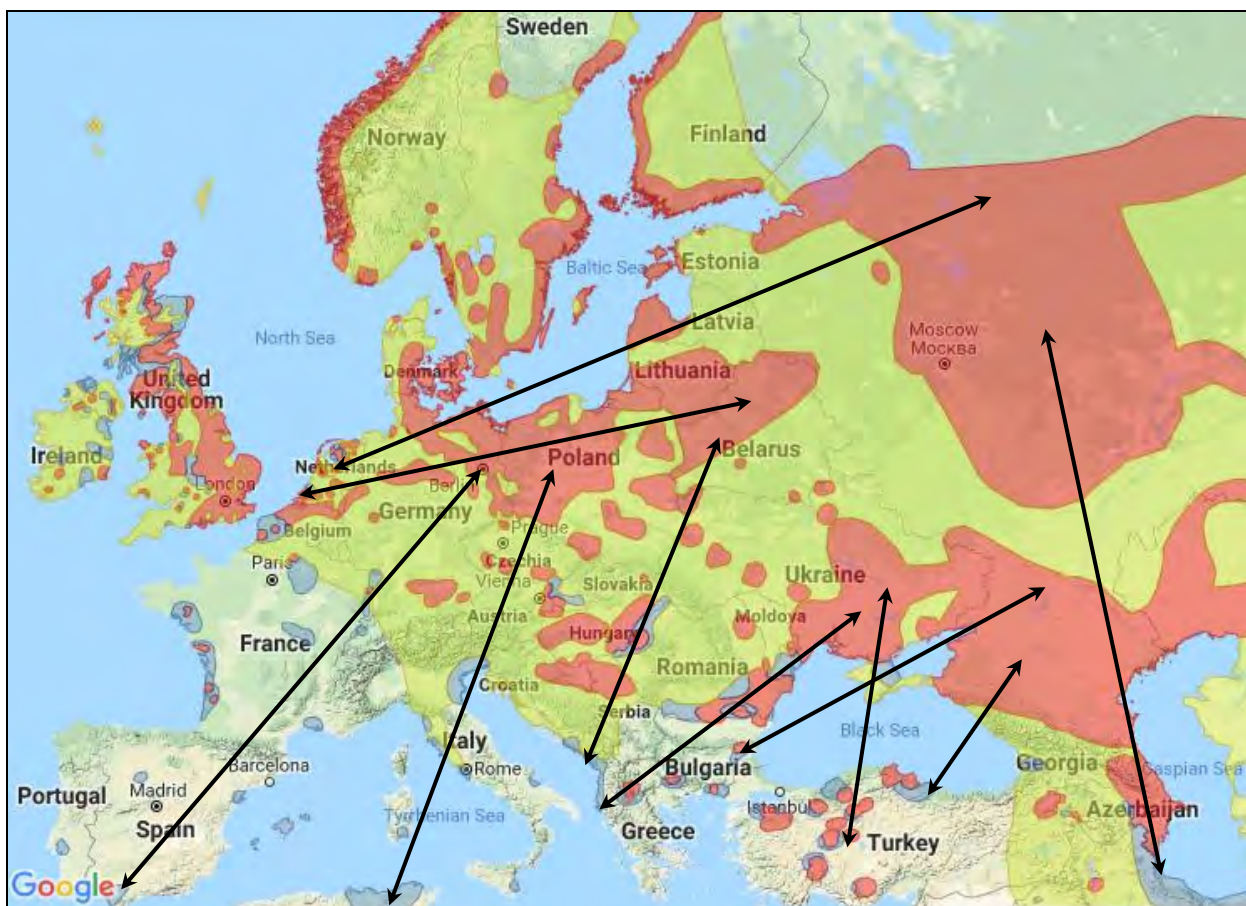 Sweden
Norway
Finland
Estonia
Baltic Sea
Latvia
North Sea
Moscow
Москва
Denmark
Lithuania
United
Kingdom
Ireland
Netherlands
Poland
Belarus
London
Berlin
Germany
Belgium
Prague
Paris
Czechia
Ukraine
Vienna
Slovakia
Austria
Moldova
France
Hungary
Romania
Croatia
Serbia
Black Sea
Italy
Rome
Bulgaria
Georgia
Caspian Sea
Barcelona
Portugal
Madrid
Spain
Tyrrhenian Sea
Istanbul
Azerbaijan
Greece
Turkey
Google